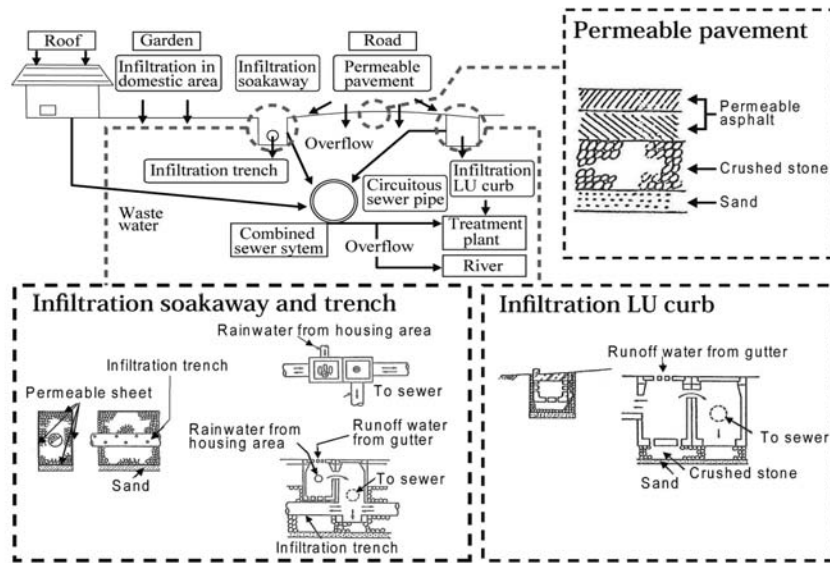 Roof
Garden
Road
Infiltration in
domestic area
Infiltration
soakaway
Permeable
pavement
Overflow
Infiltration trench
Infiltration
LU curb
Waste
water
Circuitous
sewer pipe
Combined
sewer sytem
Treatment
plant
Overflow
River
Permeable pavement
Permeable
asphalt
Crushed stone
Sand
Infiltration soakaway and trench
Rainwater from housing area
Infiltration trench
Permeable sheet
To sewer
Rainwater from
housing area
Runoff water
from gutter
To sewer
Sand
Infiltration trench
Infiltration LU curb
Runoff water from gutter
To sewer
Crushed stone
Sand